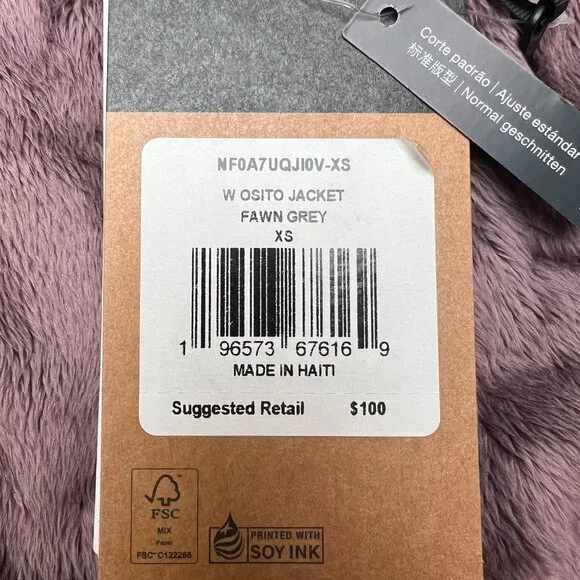 Corte padrão | Ajuste estándar
标准版型 | Normal geschnitten
NF0A7UQJI0V-XS
W OSITO JACKET
FAWN GREY
XS
1 96573 67616 9
MADE IN HAITI
Suggested Retail $100
FSC
MIX
Paper
FSC® C122265
PRINTED WITH
SOY INK